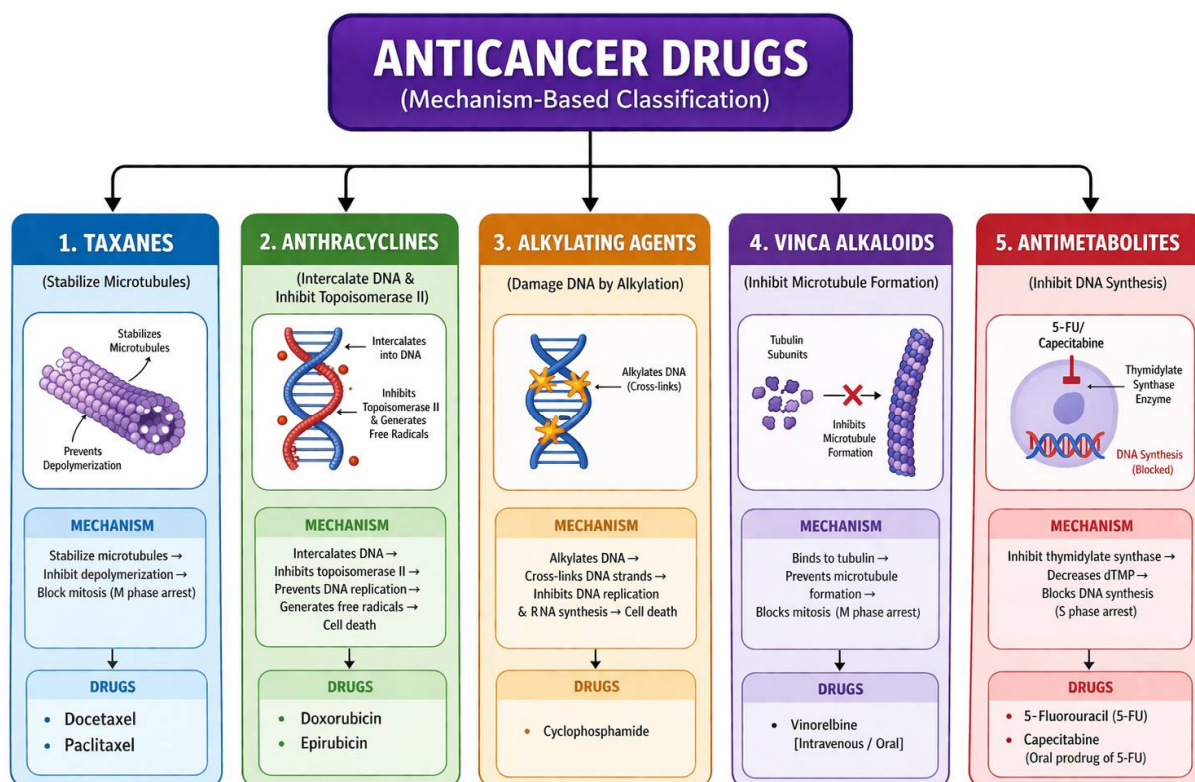 ANTICANCER DRUGS
(Mechanism-Based Classification)
1. TAXANES
(Stabilize Microtubules)
Stabilizes
Microtubules
Prevents
Depolymerization
MECHANISM
Stabilize microtubules →
Inhibit depolymerization →
Block mitosis (M phase arrest)
DRUGS
• Docetaxel
• Paclitaxel
2. ANTHRACYCLINES
(Intercalate DNA &
Inhibit Topoisomerase II)
Intercalates
into DNA
Inhibits
Topoisomerase II
& Generates
Free Radicals
MECHANISM
Intercalates DNA →
Inhibits topoisomerase II →
Prevents DNA replication →
Generates free radicals →
Cell death
DRUGS
• Doxorubicin
• Epirubicin
3. ALKYLATING AGENTS
(Damage DNA by Alkylation)
Alkylates DNA
(Cross-links)
MECHANISM
Alkylates DNA →
Cross-links DNA strands →
Inhibits DNA replication
& RNA synthesis → Cell death
DRUGS
• Cyclophosphamide
4. VINCA ALKALOIDS
(Inhibit Microtubule Formation)
Tubulin
Subunits
Inhibits
Microtubule
Formation
MECHANISM
Binds to tubulin →
Prevents microtubule
formation →
Blocks mitosis (M phase arrest)
DRUGS
• Vinorelbine
[Intravenous / Oral]
5. ANTIMETABOLITES
(Inhibit DNA Synthesis)
5-FU/
Capecitabine
Thymidylate
Synthase
Enzyme
DNA Synthesis
(Blocked)
MECHANISM
Inhibit thymidylate synthase →
Decreases dTMP →
Blocks DNA synthesis
(S phase arrest)
DRUGS
• 5-Fluorouracil (5-FU)
• Capecitabine
(Oral prodrug of 5-FU)